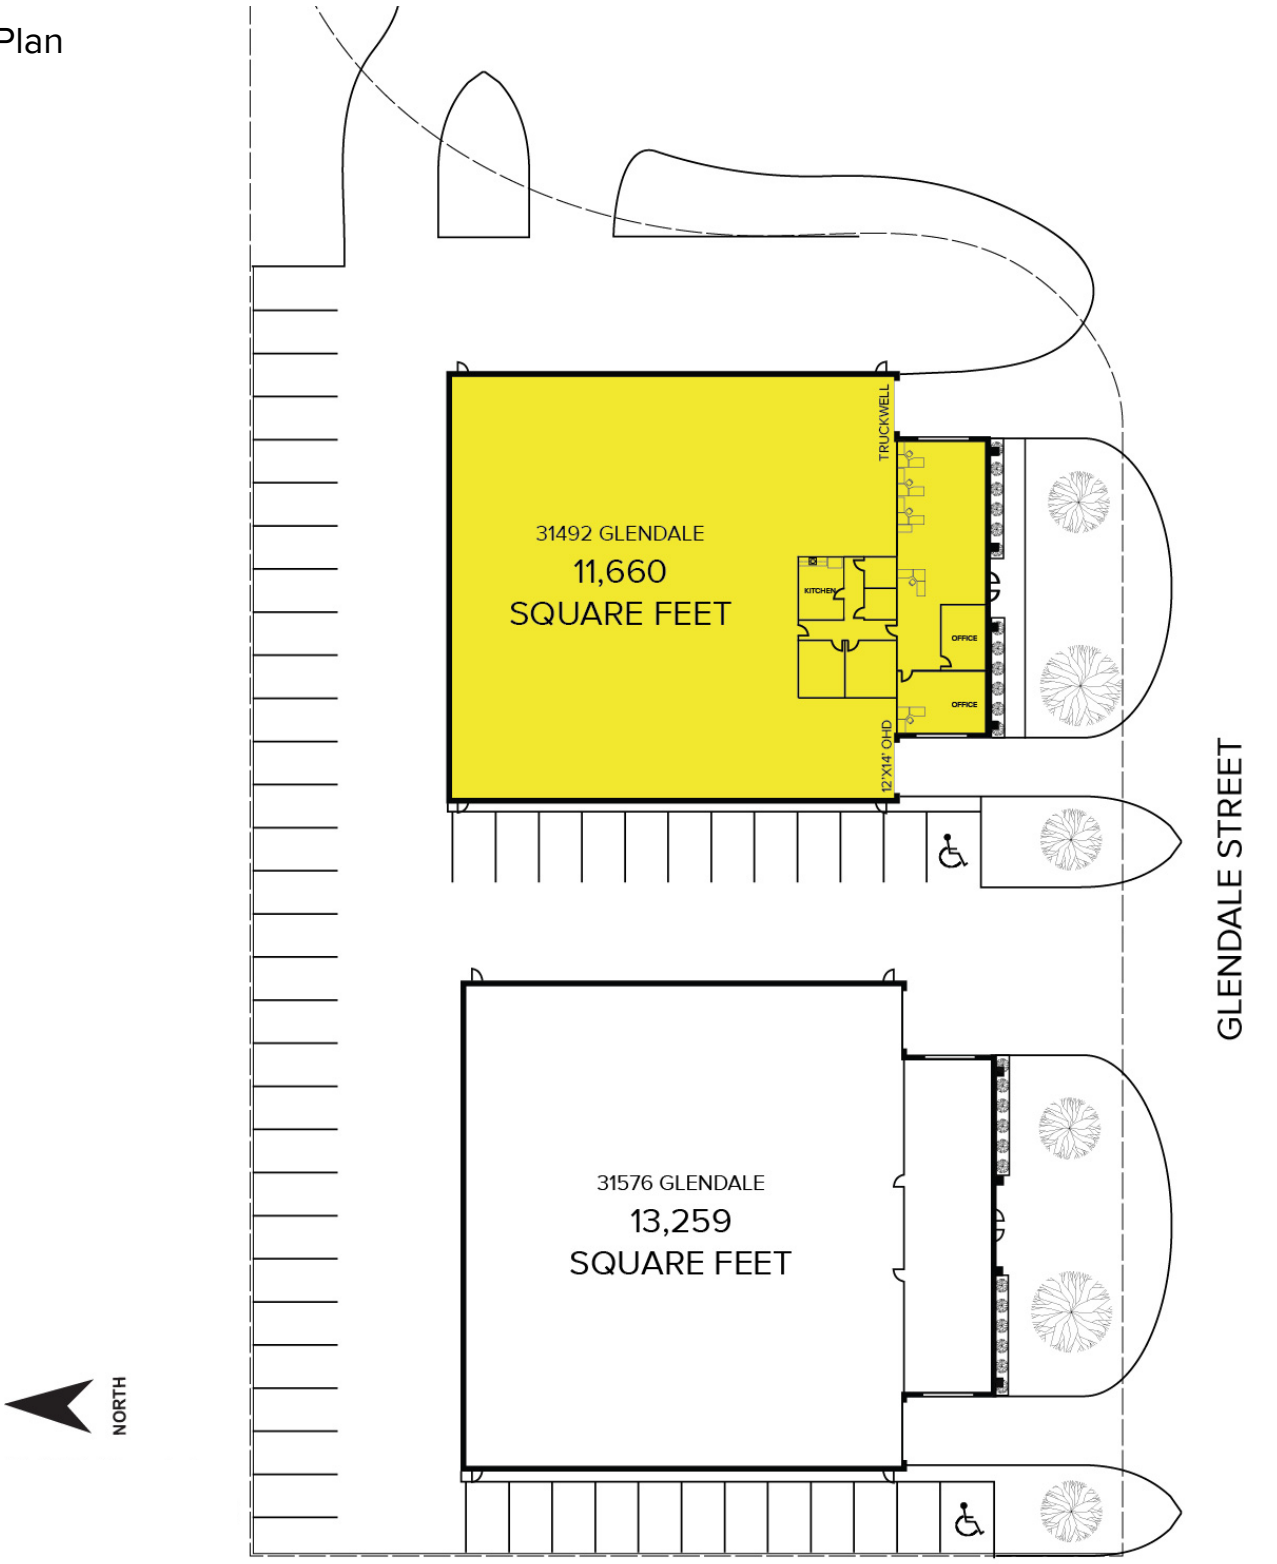 Plan
TRUCKWELL
31492 GLENDALE
11,660
SQUARE FEET
KITCHEN
OFFICE
OFFICE
12'X14' OHD
GLENDALE STREET
31576 GLENDALE
13,259
SQUARE FEET
NORTH